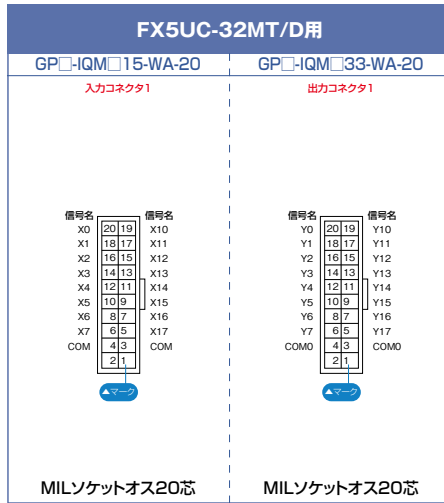 FX5UC-32MT/D用
GP□-IQM□15-WA-20 GP□-IQM□33-WA-20
入力コネクタ1 出力コネクタ1
信号名 信号名 信号名 信号名
X0 20 19 X10 Y0 20 19 Y10
X1 18 17 X11 Y1 18 17 Y11
X2 16 15 X12 Y2 16 15 Y12
X3 14 13 X13 Y3 14 13 Y13
X4 12 11 X14 Y4 12 11 Y14
X5 10 9 X15 Y5 10 9 Y15
X6 8 7 X16 Y6 8 7 Y16
X7 6 5 X17 Y7 6 5 Y17
COM 4 3 COM COM0 4 3 COM0
2 1 2 1
▲マーク ▲マーク
MILソケットオス20芯 MILソケットオス20芯